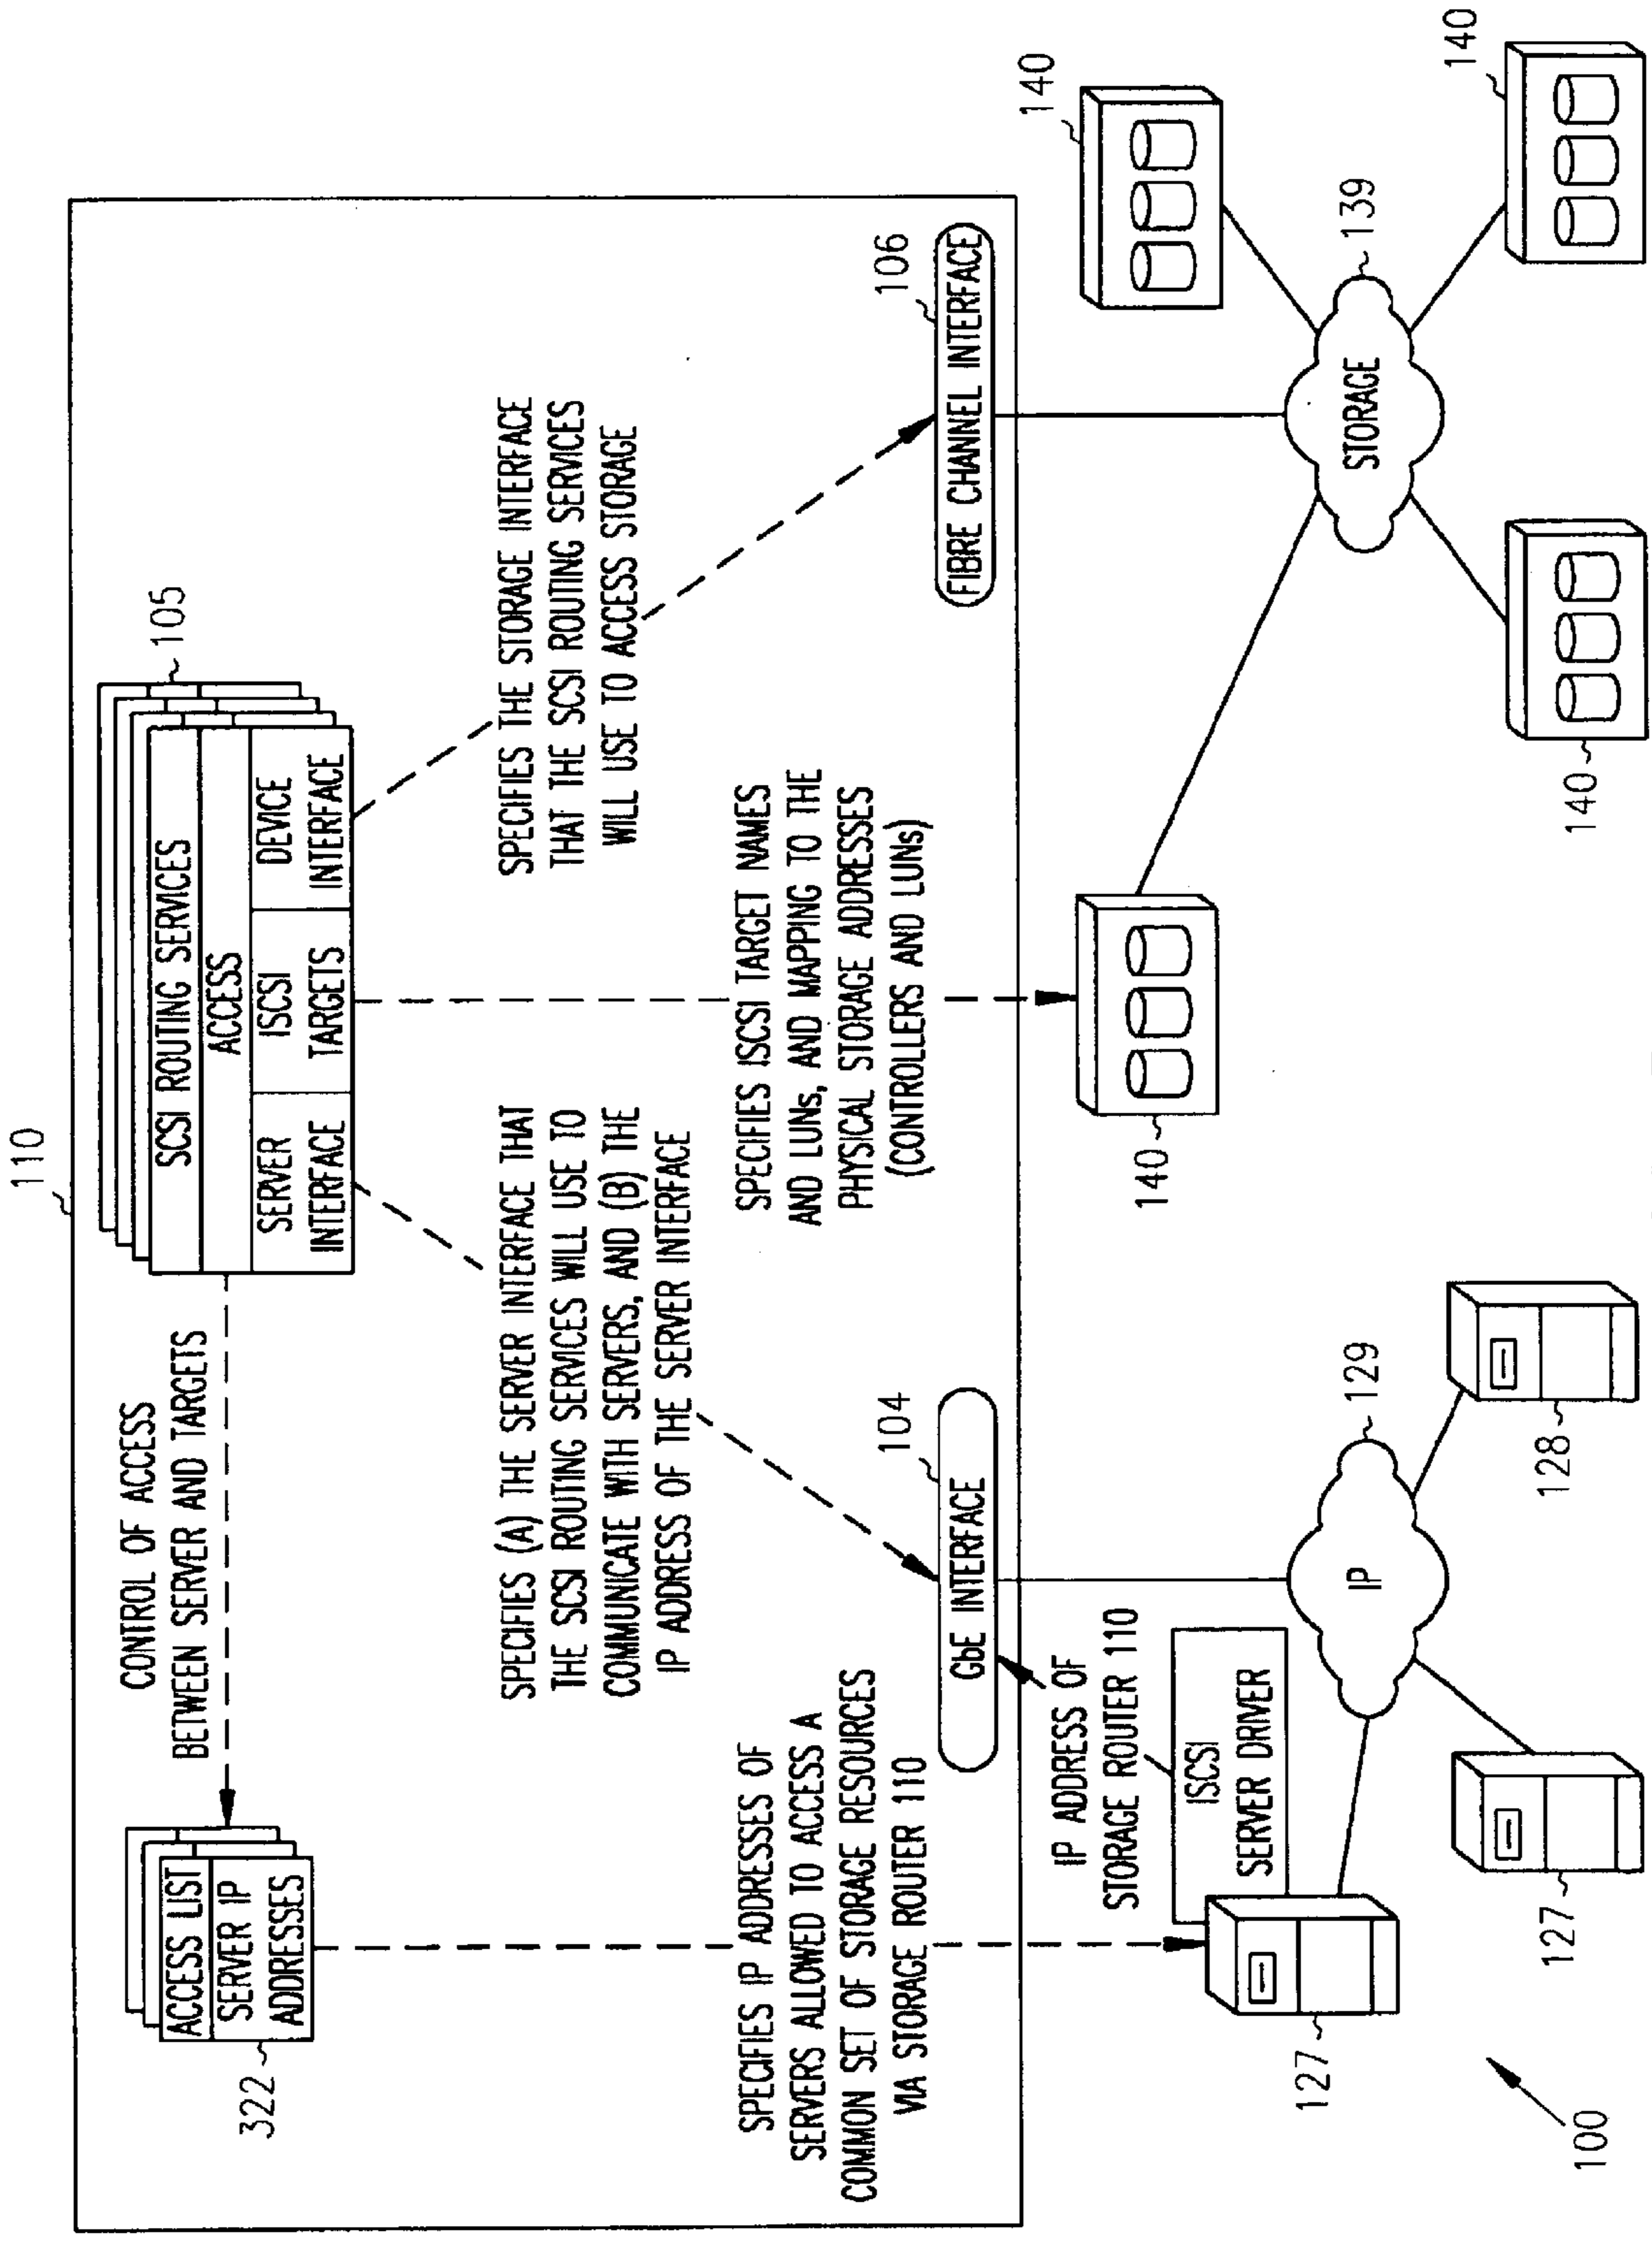 110
CONTROL OF ACCESS
BETWEEN SERVER AND TARGETS
ACCESS LIST
SERVER IP
ADDRESSES
322
SCSI ROUTING SERVICES
ACCESS
SERVER
INTERFACE
ISCSI
TARGETS
DEVICE
INTERFACE
105
SPECIFIES (A) THE SERVER INTERFACE THAT
THE SCSI ROUTING SERVICES WILL USE TO
COMMUNICATE WITH SERVERS, AND (B) THE
IP ADDRESS OF THE SERVER INTERFACE
SPECIFIES THE STORAGE INTERFACE
THAT THE SCSI ROUTING SERVICES
WILL USE TO ACCESS STORAGE
SPECIFIES IP ADDRESSES OF
SERVERS ALLOWED TO ACCESS A
COMMON SET OF STORAGE RESOURCES
VIA STORAGE ROUTER 110
SPECIFIES ISCSI TARGET NAMES
AND LUNs, AND MAPPING TO THE
PHYSICAL STORAGE ADDRESSES
(CONTROLLERS AND LUNs)
GbE INTERFACE
104
FIBRE CHANNEL INTERFACE
106
IP ADDRESS OF
STORAGE ROUTER 110
ISCSI
SERVER DRIVER
127
IP
129
127
128
140
STORAGE
139
140
140
140
100